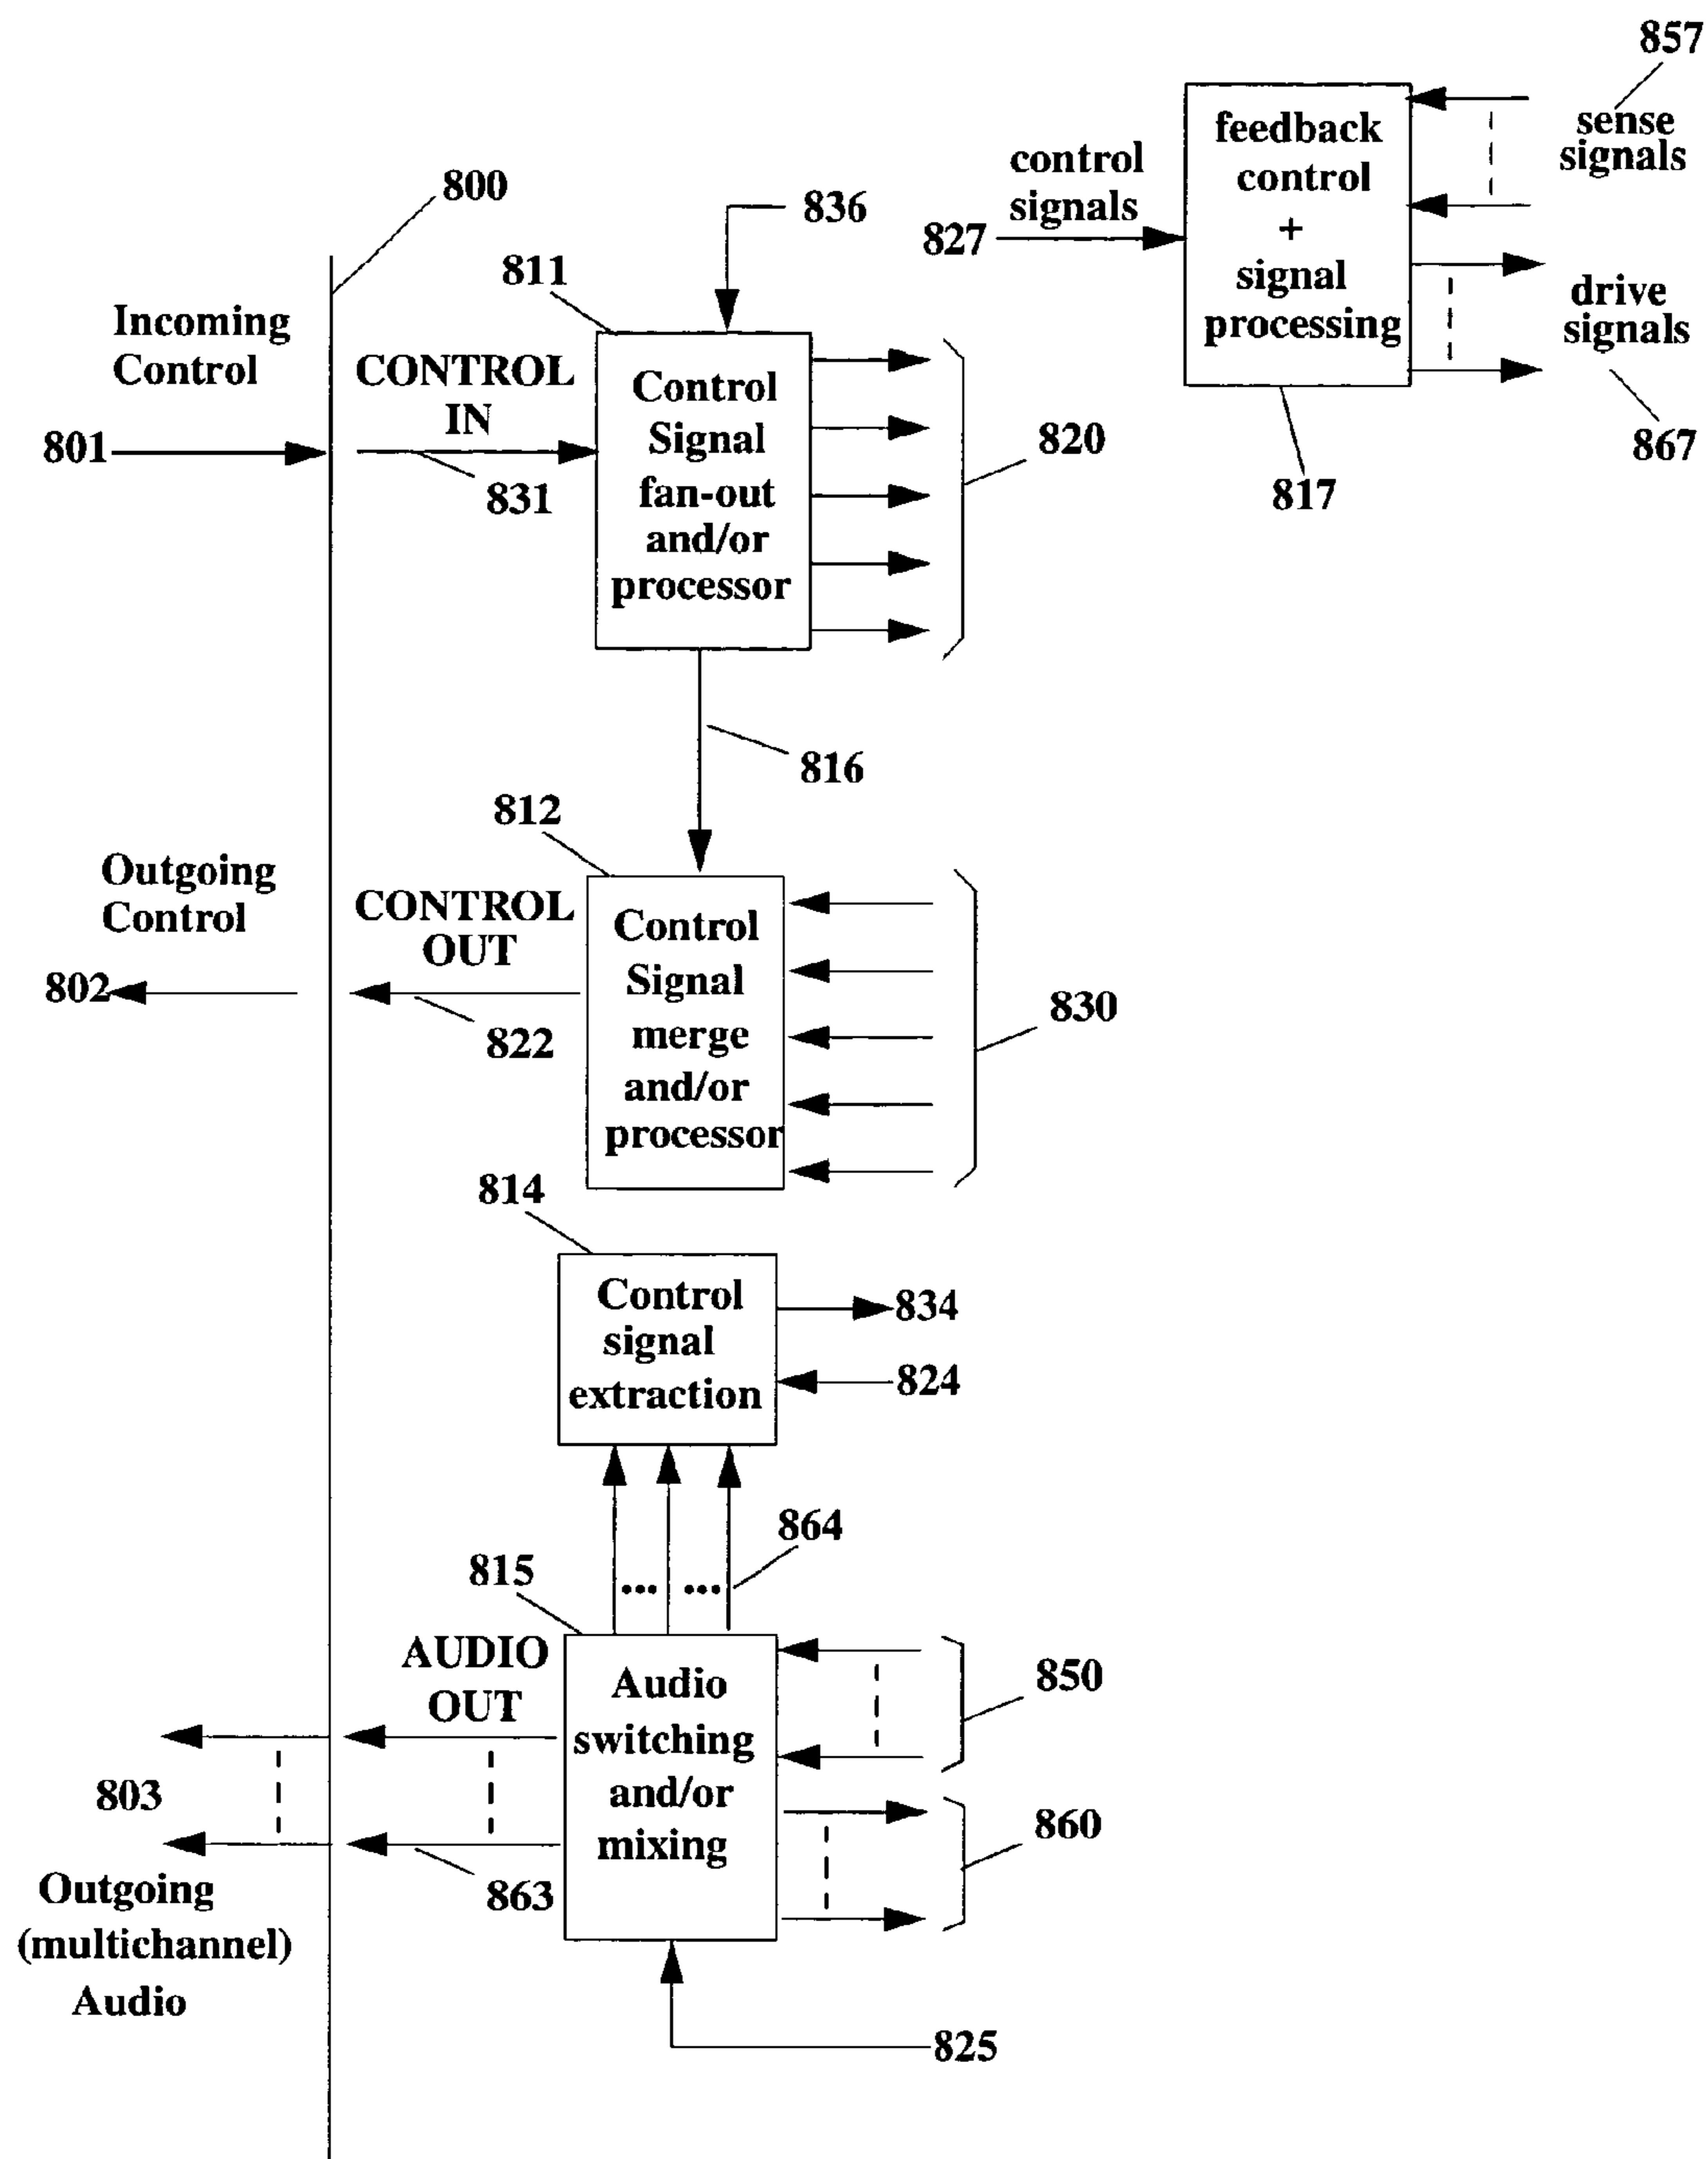 857
sense
signals
feedback
control
+
signal
processing
control
signals
827
drive
signals
867
817
800
836
811
Incoming
Control
CONTROL
IN
801
831
Control
Signal
fan-out
and/or
processor
820
816
812
Outgoing
Control
CONTROL
OUT
802
822
Control
Signal
merge
and/or
processor
830
814
Control
signal
extraction
834
824
864
815
AUDIO
OUT
Audio
switching
and/or
mixing
850
860
803
863
Outgoing
(multichannel)
Audio
825